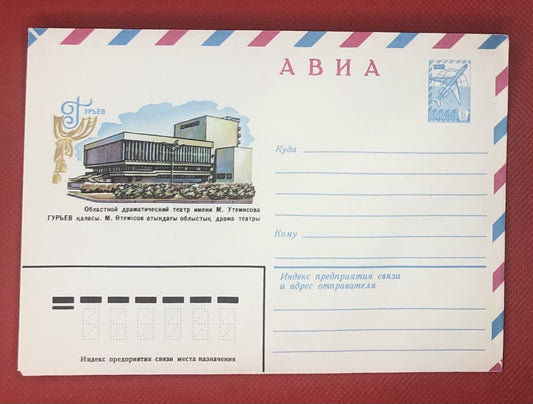 АВИА
Гурьев
Областной драматический театр имени М. Утемисова
ГУРЬЕВ қаласы. М. Өтемісов атындағы облыстық драма театры
Куда
Кому
Индекс предприятия связи
и адрес отправителя
Индекс предприятия связи места назначения